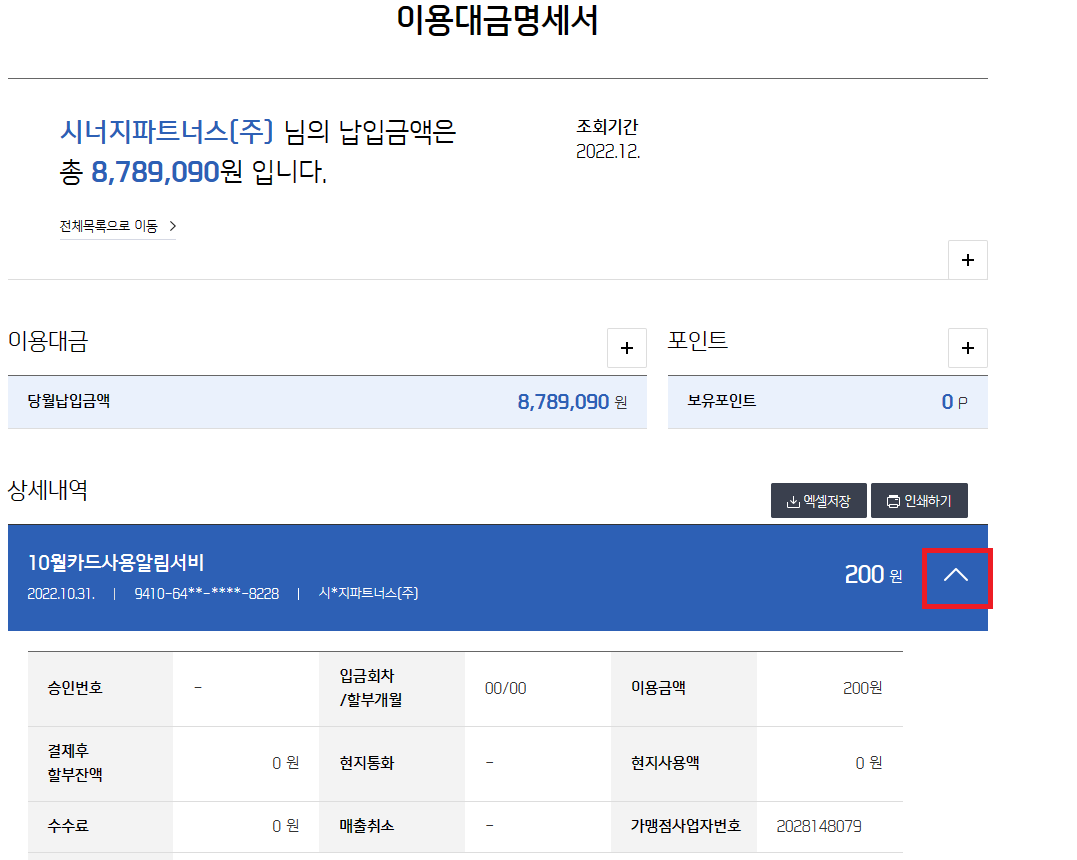 이용대금명세서
시너지파트너스(주) 님의 납입금액은
총 8,789,090원 입니다.
조회기간
2022.12.
전체목록으로 이동 >
+
이용대금 +
당월납입금액 8,789,090 원
포인트 +
보유포인트 0 P
상세내역
엑셀저장 인쇄하기
10월카드사용알림서비
2022.10.31. | 9410-64**-****-8228 | 시*지파트너스(주)
200 원
승인번호 - 입금회차 00/00 이용금액 200원
/할부개월
결제후 0 원 현지통화 - 현지사용액 0 원
할부잔액
수수료 0 원 매출취소 - 가맹점사업자번호 2028148079